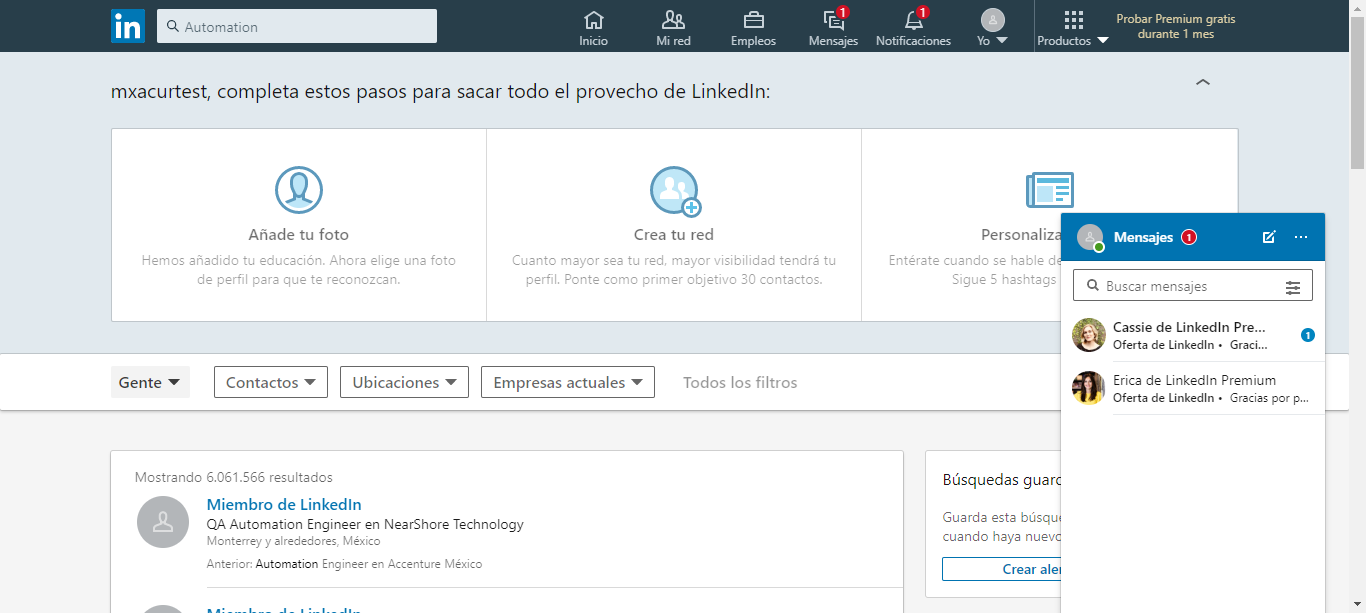 in
Automation
Inicio
Mi red
Empleos
1
Mensajes
1
Notificaciones
Yo
Productos
Probar Premium gratis
durante 1 mes
mxacurtest, completa estos pasos para sacar todo el provecho de LinkedIn:
Añade tu foto
Hemos añadido tu educación. Ahora elige una foto
de perfil para que te reconozcan.
Crea tu red
Cuanto mayor sea tu red, mayor visibilidad tendrá tu
perfil. Ponte como primer objetivo 30 contactos.
Personaliza
Entérate cuando se hable de
Sigue 5 hashtags
Mensajes 1
Buscar mensajes
Cassie de LinkedIn Pre...
Oferta de LinkedIn • Graci...
1
Erica de LinkedIn Premium
Oferta de LinkedIn • Gracias por p...
Gente
Contactos
Ubicaciones
Empresas actuales
Todos los filtros
Mostrando 6.061.566 resultados
Miembro de LinkedIn
QA Automation Engineer en NearShore Technology
Monterrey y alrededores, México
Anterior: Automation Engineer en Accenture México
Miembro de LinkedIn
Búsquedas guard
Guarda esta búsqu
cuando haya nuevo
Crear aler